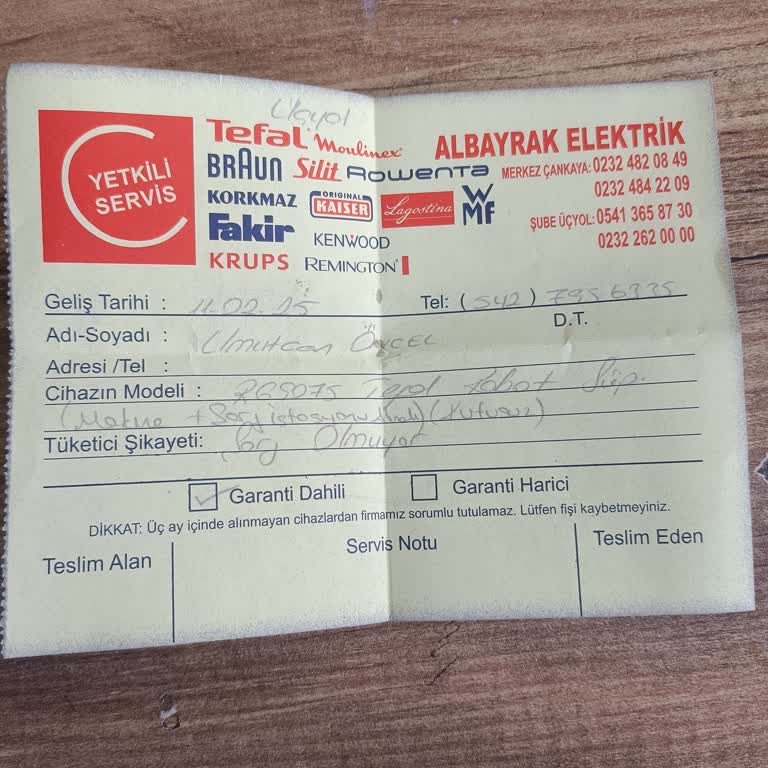 Üçyol
YETKİLİ SERVİS
Tefal Moulinex
BRAUN Silit Rowenta
KORKMAZ ORIGINAL KAISER Lagostina WMF
Fakir KENWOOD
KRUPS REMINGTON
ALBAYRAK ELEKTRİK
MERKEZ ÇANKAYA: 0232 482 08 49
0232 484 22 09
ŞUBE ÜÇYOL: 0541 365 87 30
0232 262 00 00
Geliş Tarihi : 11.02.25 Tel: (542) 795 6335
D.T.
Adı-Soyadı : Umutcan
Adresi /Tel :
Cihazın Modeli : Tefal Robot Süp.
(Makine + Şarj istasyonu alındı) (Kutusuz)
Tüketici Şikayeti: Şarj Olmuyor
Garanti Dahili Garanti Harici
DİKKAT: Üç ay içinde alınmayan cihazlardan firmamız sorumlu tutulamaz. Lütfen fişi kaybetmeyiniz.
Teslim Alan Servis Notu Teslim Eden